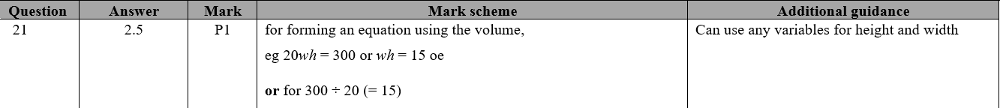 Question Answer Mark Mark scheme Additional guidance
21 2.5 P1 for forming an equation using the volume, Can use any variables for height and width
eg 20wh = 300 or wh = 15 oe
or for 300 ÷ 20 (= 15)